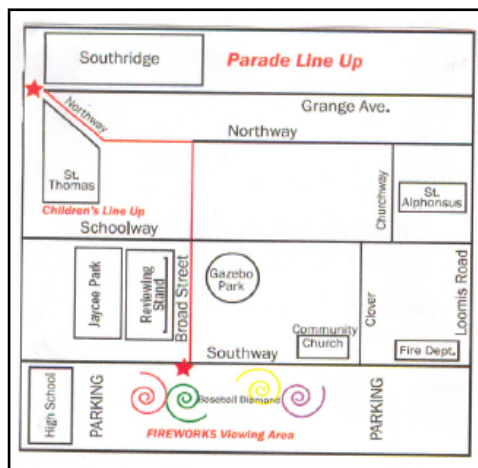 Southridge
Parade Line Up
Grange Ave.
Northway
Northway
St.
Thomas
Churchway
St.
Alphonsus
Children's Line Up
Schoolway
Jaycee Park
Reviewing
Stand
Broad Street
Gazebo
Park
Clover
Loomis Road
Community
Church
Southway
Fire Dept.
High School
PARKING
Baseball Diamond
PARKING
FIREWORKS Viewing Area